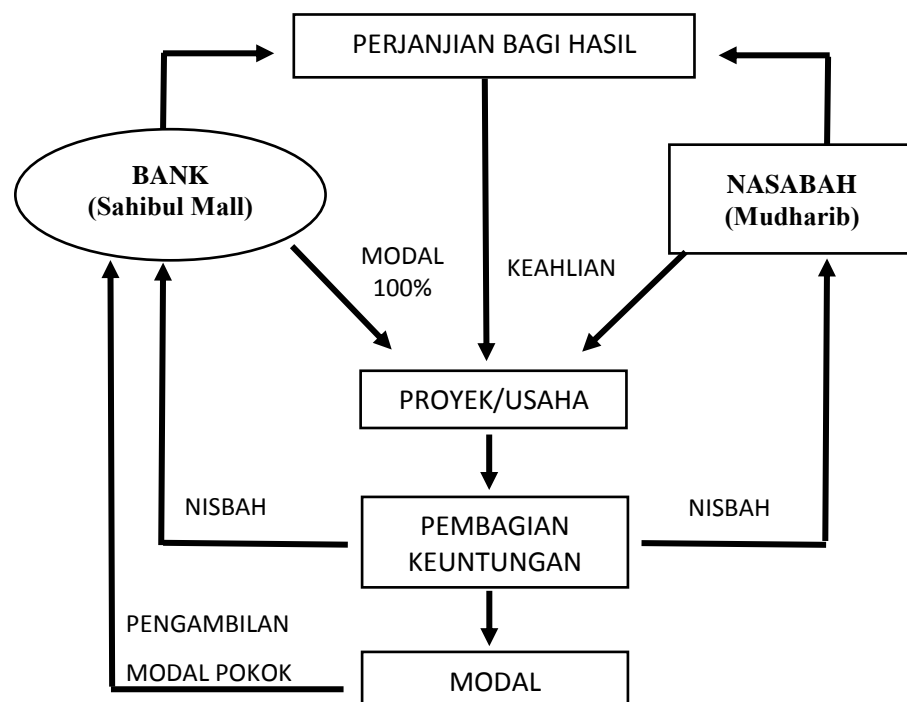 PERJANJIAN BAGI HASIL
BANK
(Sahibul Mall)
NASABAH
(Mudharib)
MODAL
100%
KEAHLIAN
PROYEK/USAHA
NISBAH
PEMBAGIAN
KEUNTUNGAN
NISBAH
PENGAMBILAN
MODAL POKOK
MODAL